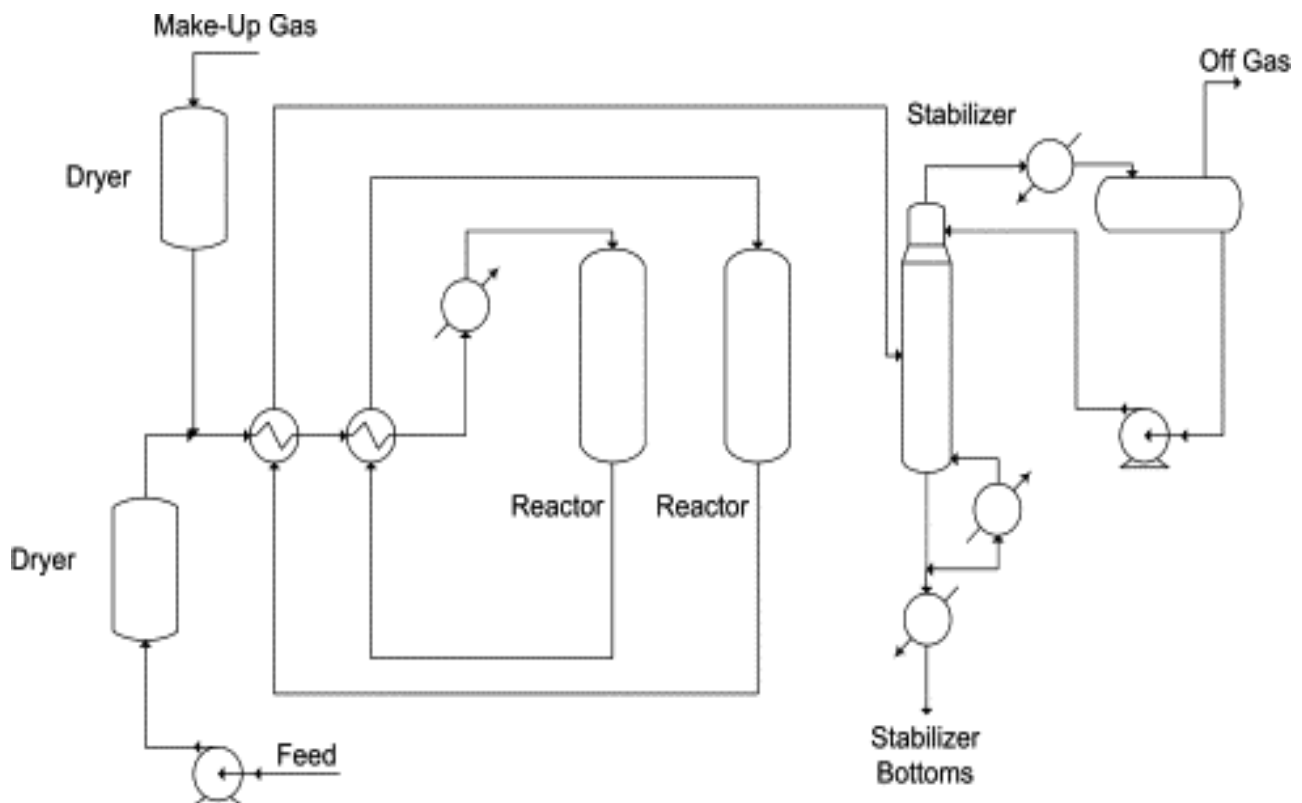 Make-Up Gas
Off Gas
Stabilizer
Dryer
Reactor
Reactor
Dryer
Feed
Stabilizer
Bottoms